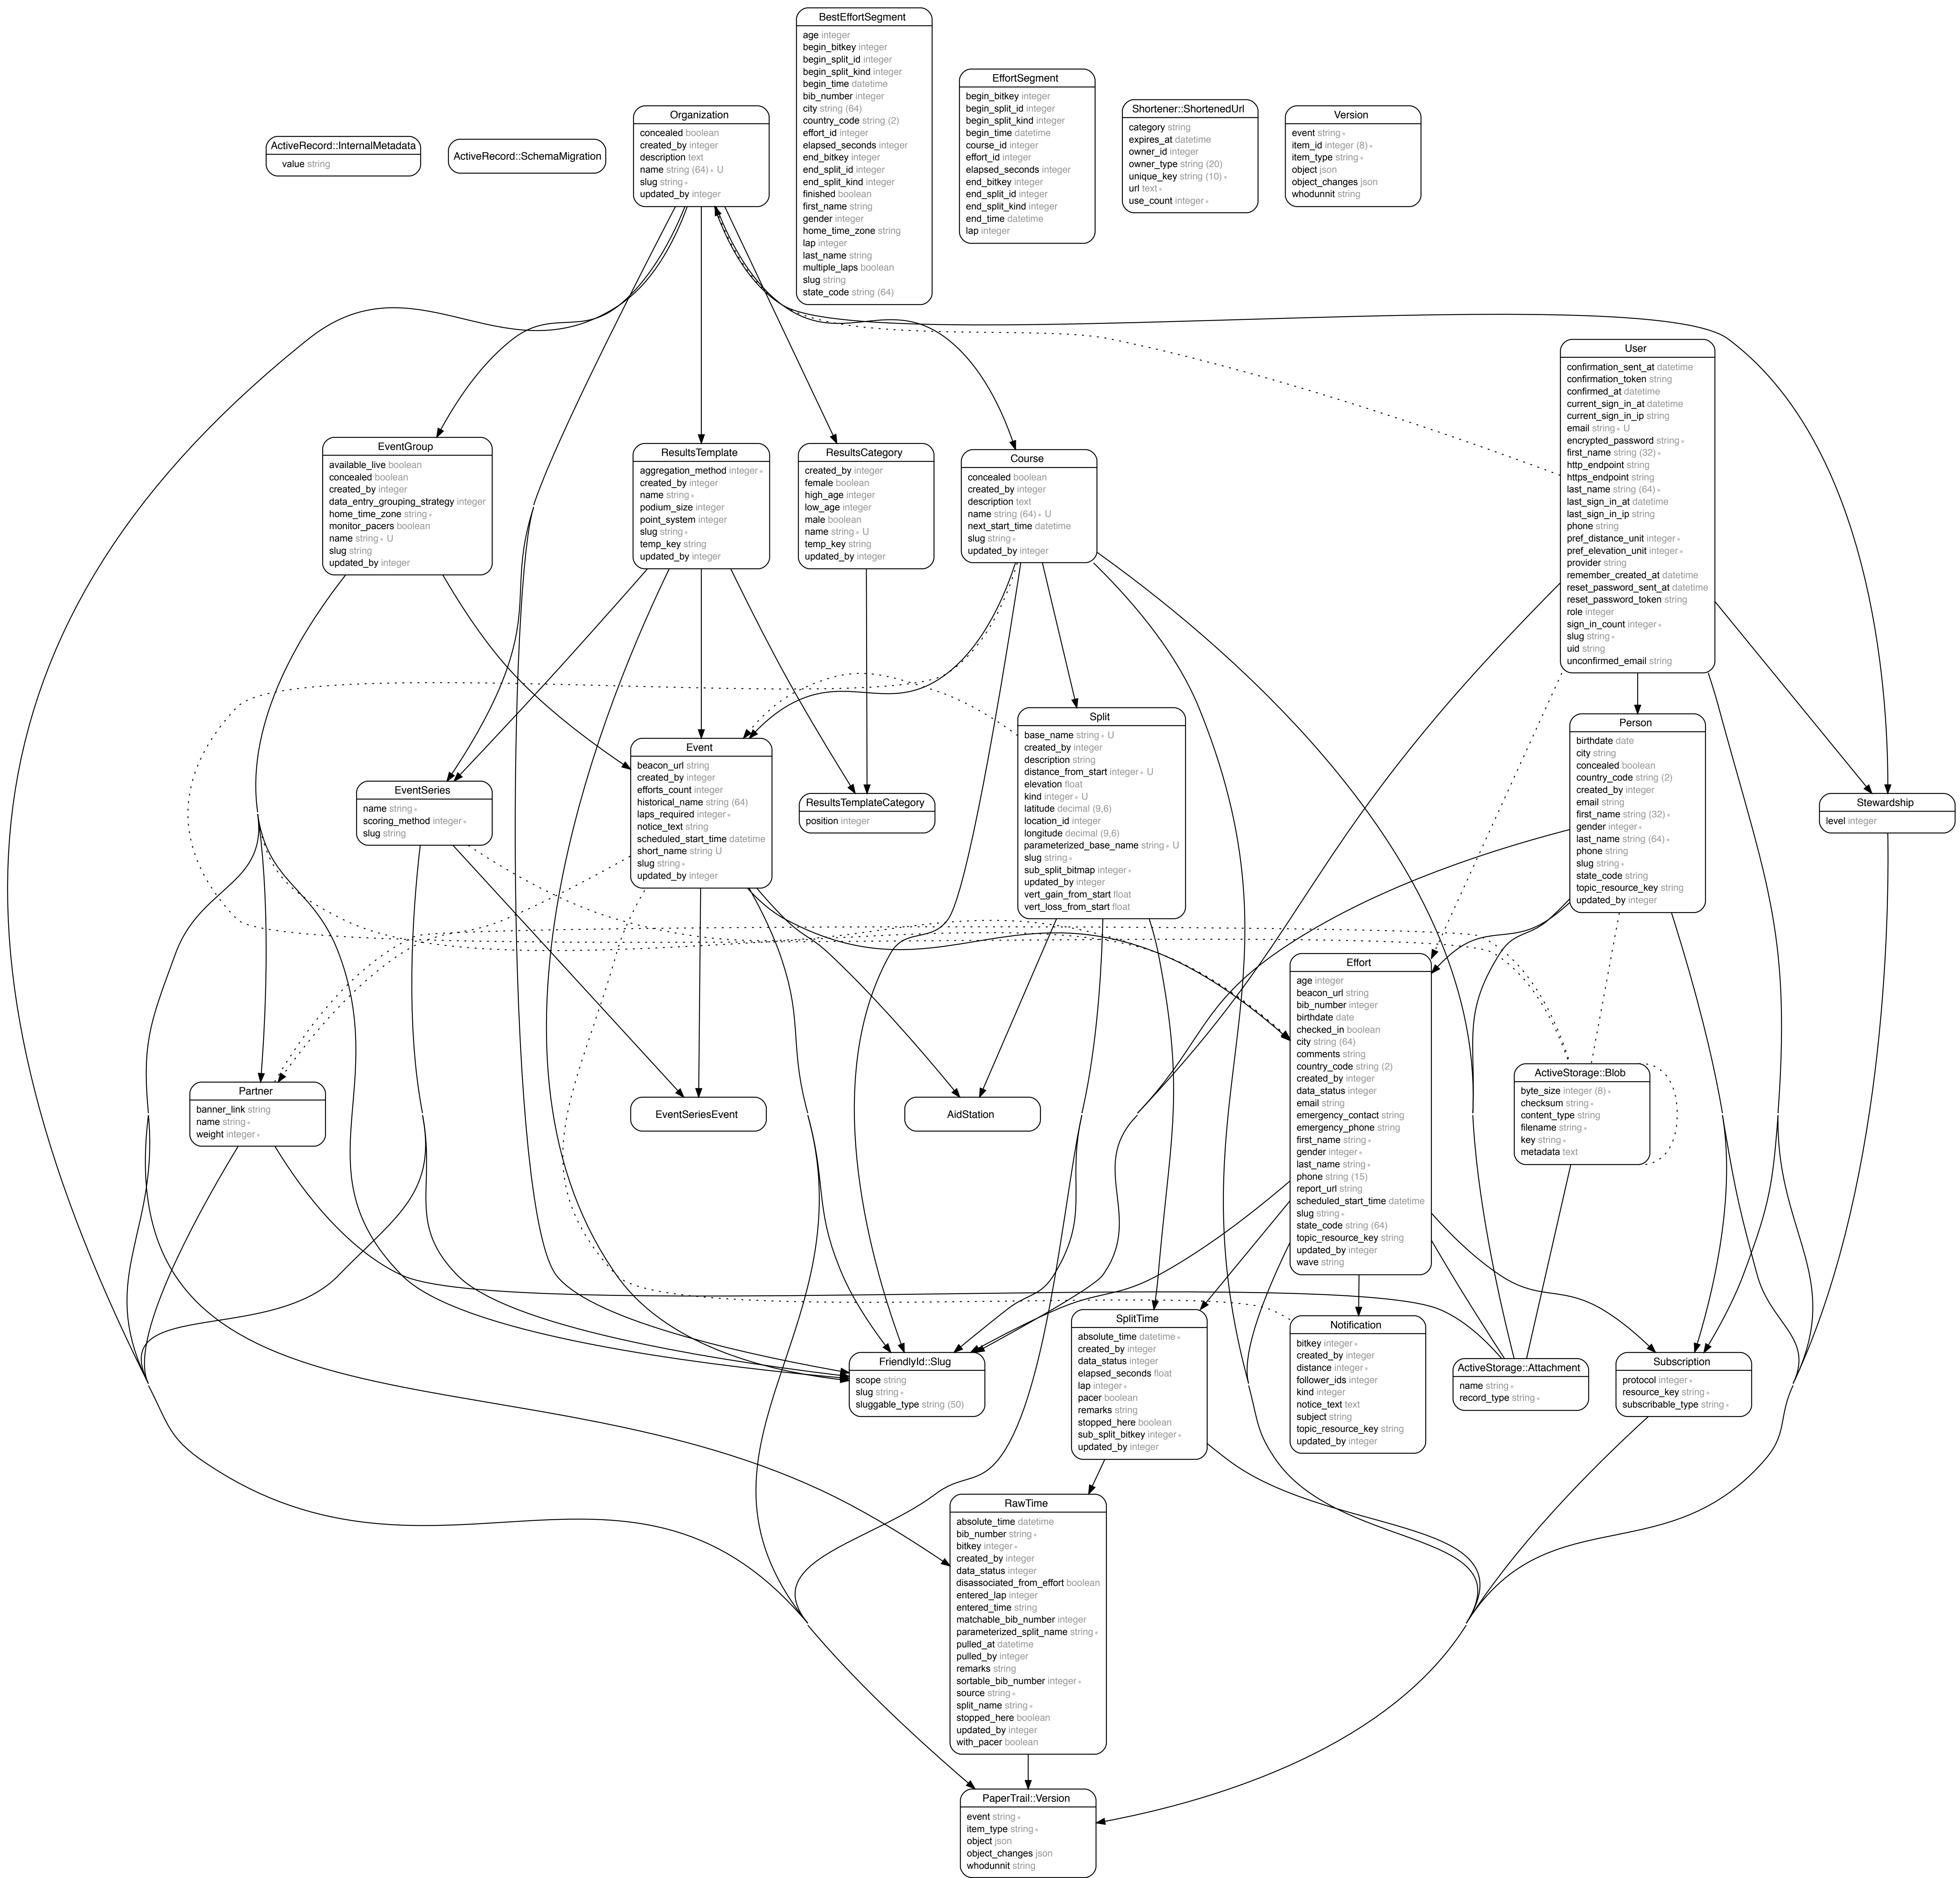 BestEffortSegment
age integer
begin_bitkey integer
begin_split_id integer
begin_split_kind integer
begin_time datetime
bib_number integer
city string (64)
country_code string (2)
effort_id integer
elapsed_seconds integer
end_bitkey integer
end_split_id integer
end_split_kind integer
finished boolean
first_name string
gender integer
home_time_zone string
lap integer
last_name string
multiple_laps boolean
slug string
state_code string (64)
EffortSegment
begin_bitkey integer
begin_split_id integer
begin_split_kind integer
begin_time datetime
course_id integer
effort_id integer
elapsed_seconds integer
end_bitkey integer
end_split_id integer
end_split_kind integer
end_time datetime
lap integer
Shortener::ShortenedUrl
category string
expires_at datetime
owner_id integer
owner_type string (20)
unique_key string (10) ∗
url text ∗
use_count integer ∗
Version
event string ∗
item_id integer (8) ∗
item_type string ∗
object json
object_changes json
whodunnit string
Organization
concealed boolean
created_by integer
description text
name string (64) ∗ U
slug string ∗
updated_by integer
ActiveRecord::InternalMetadata
value string
ActiveRecord::SchemaMigration
User
confirmation_sent_at datetime
confirmation_token string
confirmed_at datetime
current_sign_in_at datetime
current_sign_in_ip string
email string ∗ U
encrypted_password string ∗
first_name string (32) ∗
http_endpoint string
https_endpoint string
last_name string (64) ∗
last_sign_in_at datetime
last_sign_in_ip string
phone string
pref_distance_unit integer ∗
pref_elevation_unit integer ∗
provider string
remember_created_at datetime
reset_password_sent_at datetime
reset_password_token string
role integer
sign_in_count integer ∗
slug string ∗
uid string
unconfirmed_email string
EventGroup
available_live boolean
concealed boolean
created_by integer
data_entry_grouping_strategy integer
home_time_zone string ∗
monitor_pacers boolean
name string ∗ U
slug string
updated_by integer
ResultsTemplate
aggregation_method integer ∗
created_by integer
name string ∗
podium_size integer
point_system integer
slug string ∗
temp_key string
updated_by integer
ResultsCategory
created_by integer
female boolean
high_age integer
low_age integer
male boolean
name string ∗ U
temp_key string
updated_by integer
Course
concealed boolean
created_by integer
description text
name string (64) ∗ U
next_start_time datetime
slug string ∗
updated_by integer
Split
base_name string ∗ U
created_by integer
description string
distance_from_start integer ∗ U
elevation float
kind integer ∗ U
latitude decimal (9,6)
location_id integer
longitude decimal (9,6)
parameterized_base_name string ∗ U
slug string ∗
sub_split_bitmap integer ∗
updated_by integer
vert_gain_from_start float
vert_loss_from_start float
Person
birthdate date
city string
concealed boolean
country_code string (2)
created_by integer
email string
first_name string (32) ∗
gender integer ∗
last_name string (64) ∗
phone string
slug string ∗
state_code string
topic_resource_key string
updated_by integer
Event
beacon_url string
created_by integer
efforts_count integer
historical_name string (64)
laps_required integer ∗
notice_text string
scheduled_start_time datetime
short_name string U
slug string ∗
updated_by integer
EventSeries
name string ∗
scoring_method integer ∗
slug string
ResultsTemplateCategory
position integer
Stewardship
level integer
Effort
age integer
beacon_url string
bib_number integer
birthdate date
checked_in boolean
city string (64)
comments string
country_code string (2)
created_by integer
data_status integer
email string
emergency_contact string
emergency_phone string
first_name string ∗
gender integer ∗
last_name string ∗
phone string (15)
report_url string
scheduled_start_time datetime
slug string ∗
state_code string (64)
topic_resource_key string
updated_by integer
wave string
ActiveStorage::Blob
byte_size integer (8) ∗
checksum string ∗
content_type string
filename string ∗
key string ∗
metadata text
Partner
banner_link string
name string ∗
weight integer ∗
EventSeriesEvent
AidStation
SplitTime
absolute_time datetime ∗
created_by integer
data_status integer
elapsed_seconds float
lap integer ∗
pacer boolean
remarks string
stopped_here boolean
sub_split_bitkey integer ∗
updated_by integer
Notification
bitkey integer ∗
created_by integer
distance integer ∗
follower_ids integer
kind integer
notice_text text
subject string
topic_resource_key string
updated_by integer
FriendlyId::Slug
scope string
slug string ∗
sluggable_type string (50)
ActiveStorage::Attachment
name string ∗
record_type string ∗
Subscription
protocol integer ∗
resource_key string ∗
subscribable_type string ∗
RawTime
absolute_time datetime
bib_number string ∗
bitkey integer ∗
created_by integer
data_status integer
disassociated_from_effort boolean
entered_lap integer
entered_time string
matchable_bib_number integer
parameterized_split_name string ∗
pulled_at datetime
pulled_by integer
remarks string
sortable_bib_number integer ∗
source string ∗
split_name string ∗
stopped_here boolean
updated_by integer
with_pacer boolean
PaperTrail::Version
event string ∗
item_type string ∗
object json
object_changes json
whodunnit string